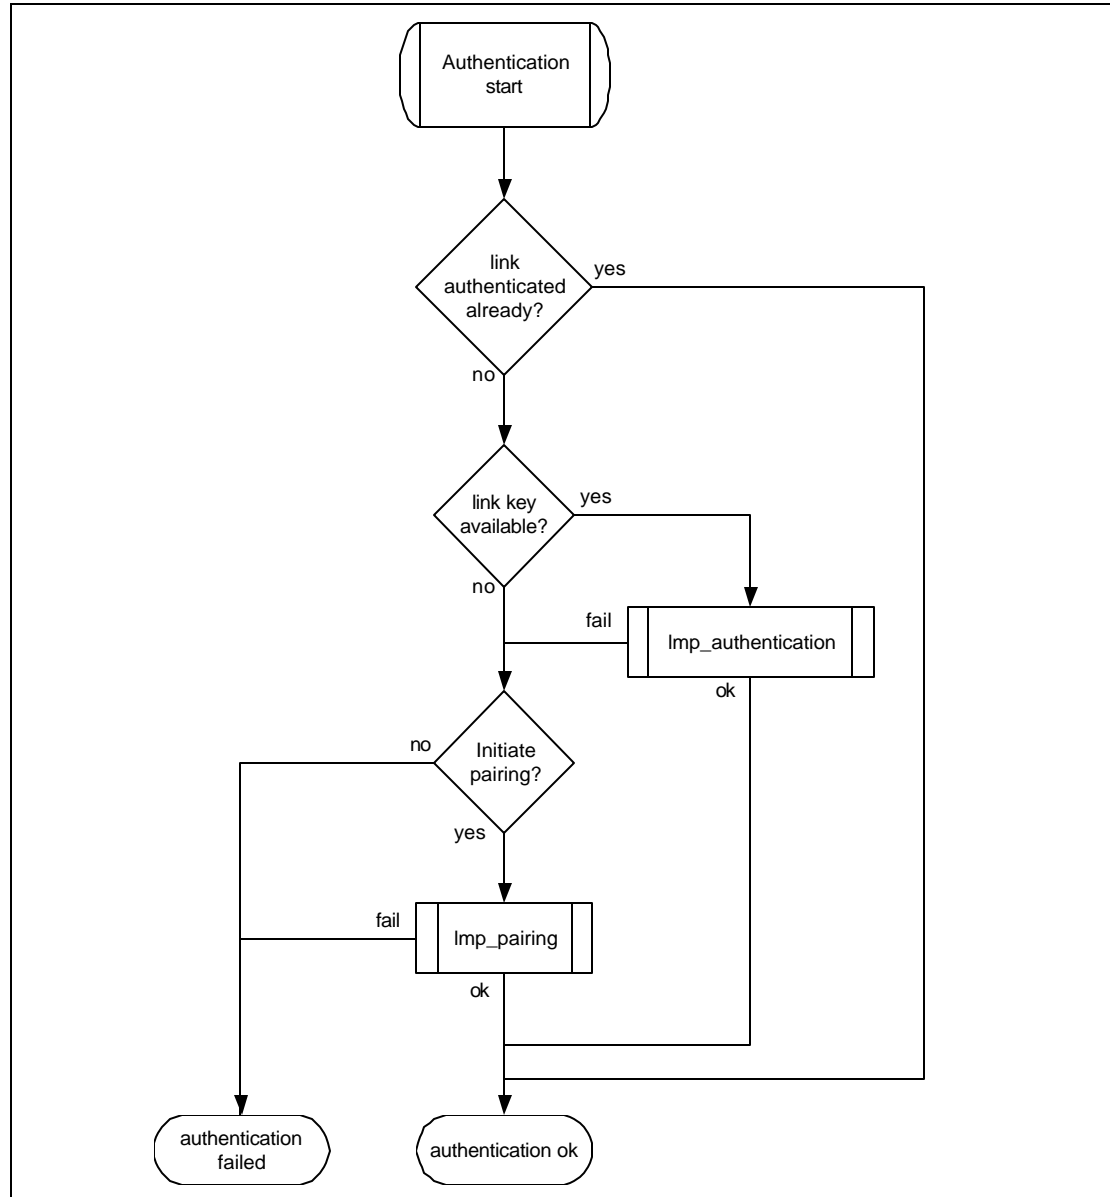 Authentication
start
link
authenticated
already?
yes
no
link key
available?
yes
no
fail
lmp_authentication
ok
no
Initiate
pairing?
yes
fail
lmp_pairing
ok
authentication
failed
authentication ok